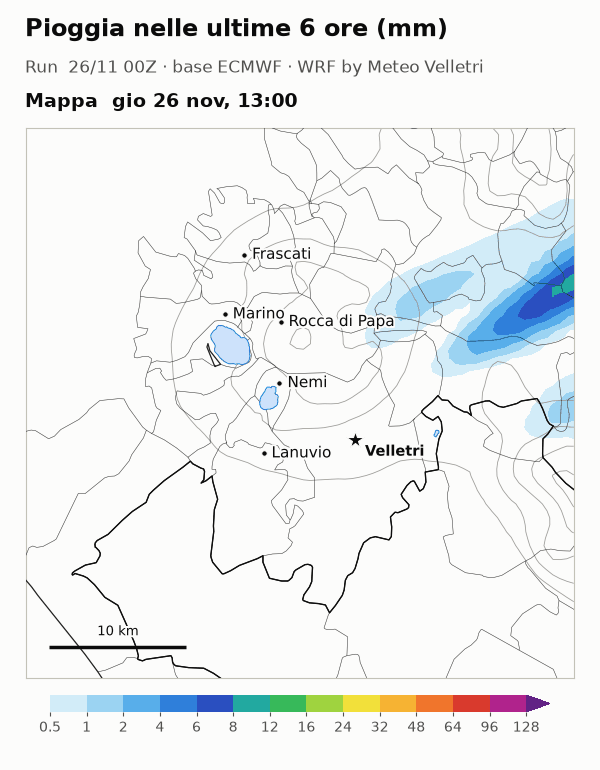 Pioggia nelle ultime 6 ore (mm)
Run  26/11 00Z · base ECMWF · WRF by Meteo Velletri
Mappa  gio 26 nov, 13:00
Frascati
Marino
Rocca di Papa
Nemi
Velletri
Lanuvio
10 km
0.5 1 2 4 6 8 12 16 24 32 48 64 96 128